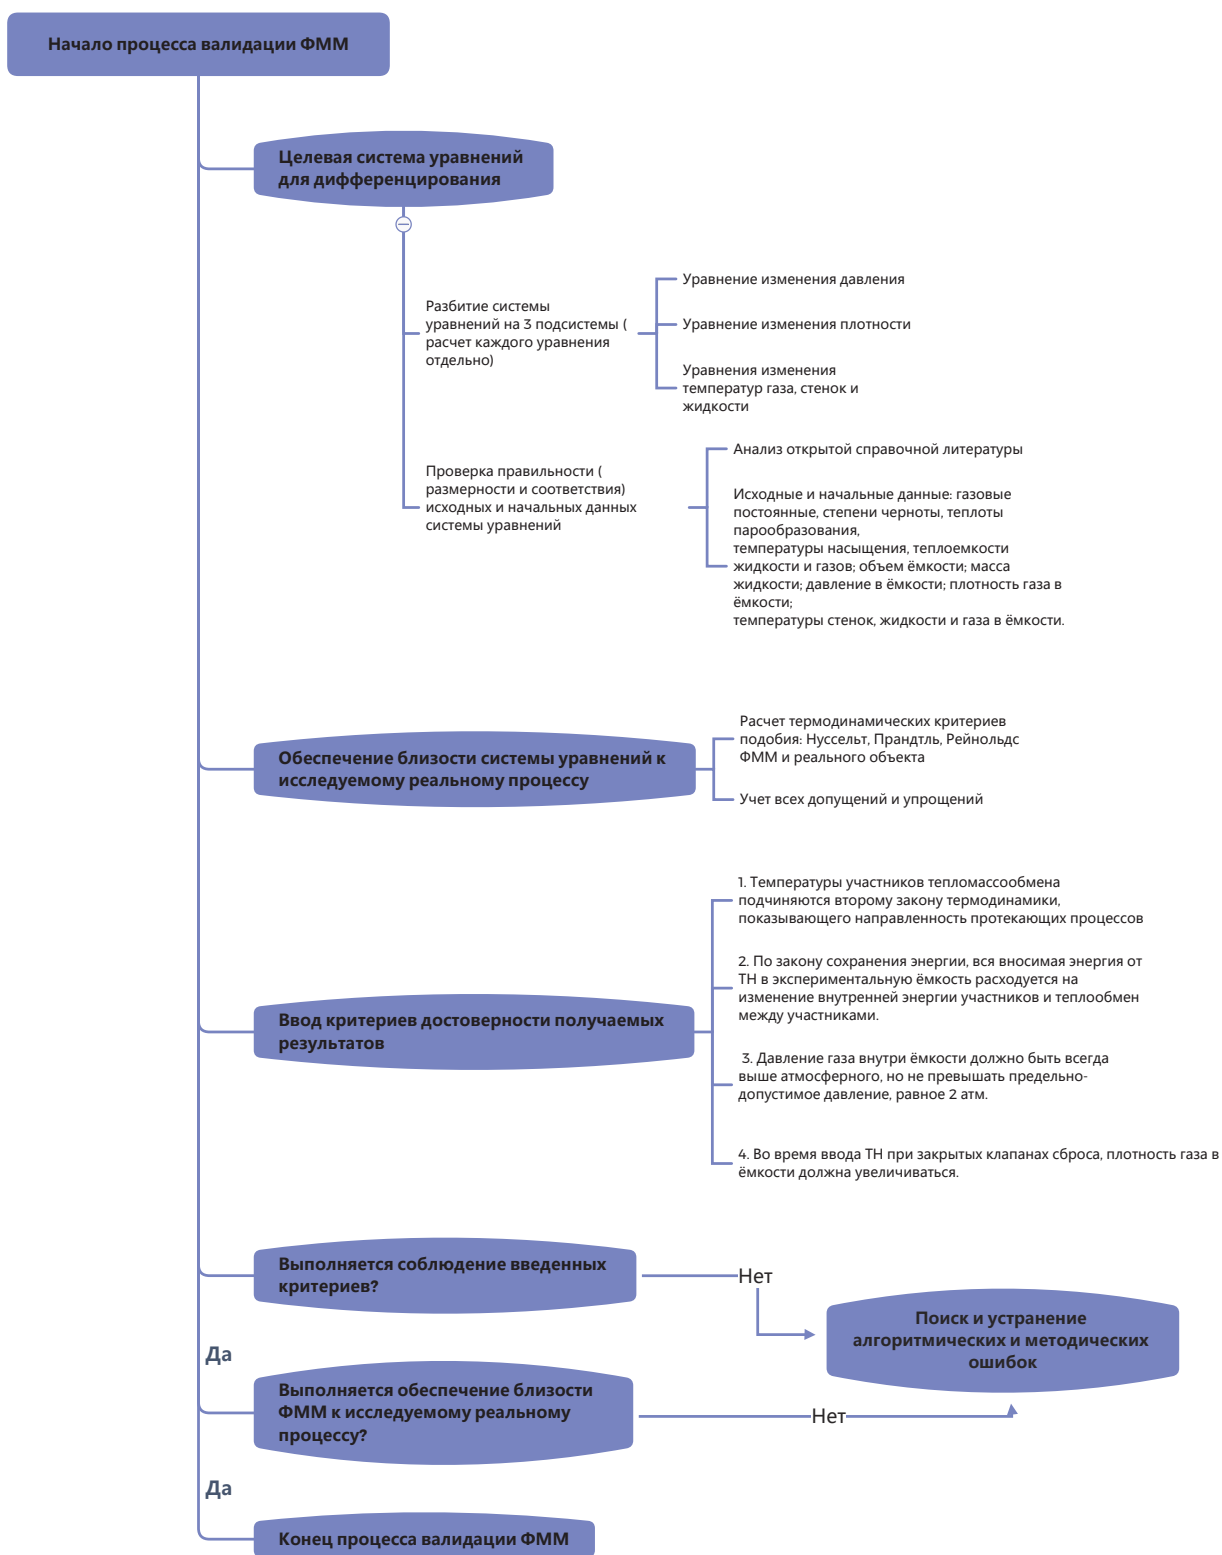 Начало процесса валидации ФММ
Целевая система уравнений
для дифференцирования
Разбитие системы
уравнений на 3 подсистемы (
расчет каждого уравнения
отдельно)
Уравнение изменения давления
Уравнение изменения плотности
Уравнения изменения
температур газа, стенок и
жидкости
Проверка правильности (
размерности и соответствия)
исходных и начальных данных
системы уравнений
Анализ открытой справочной литературы
Исходные и начальные данные: газовые
постоянные, степени черноты, теплоты
парообразования,
температуры насыщения, теплоемкости
жидкости и газов; объем ёмкости; масса
жидкости; давление в ёмкости; плотность газа в
ёмкости;
температуры стенок, жидкости и газа в ёмкости.
Обеспечение близости системы уравнений к
исследуемому реальному процессу
Расчет термодинамических критериев
подобия: Нуссельт, Прандтль, Рейнольдс
ФММ и реального объекта
Учет всех допущений и упрощений
Ввод критериев достоверности получаемых
результатов
1. Температуры участников тепломассообмена
подчиняются второму закону термодинамики,
показывающего направленность протекающих процессов
2. По закону сохранения энергии, вся вносимая энергия от
ТН в экспериментальную ёмкость расходуется на
изменение внутренней энергии участников и теплообмен
между участниками.
3. Давление газа внутри ёмкости должно быть всегда
выше атмосферного, но не превышать предельно-
допустимое давление, равное 2 атм.
4. Во время ввода ТН при закрытых клапанах сброса, плотность газа в
ёмкости должна увеличиваться.
Выполняется соблюдение введенных
критериев?
Нет
Поиск и устранение
алгоритмических и методических
ошибок
Да
Выполняется обеспечение близости
ФММ к исследуемому реальному
процессу?
Нет
Да
Конец процесса валидации ФММ